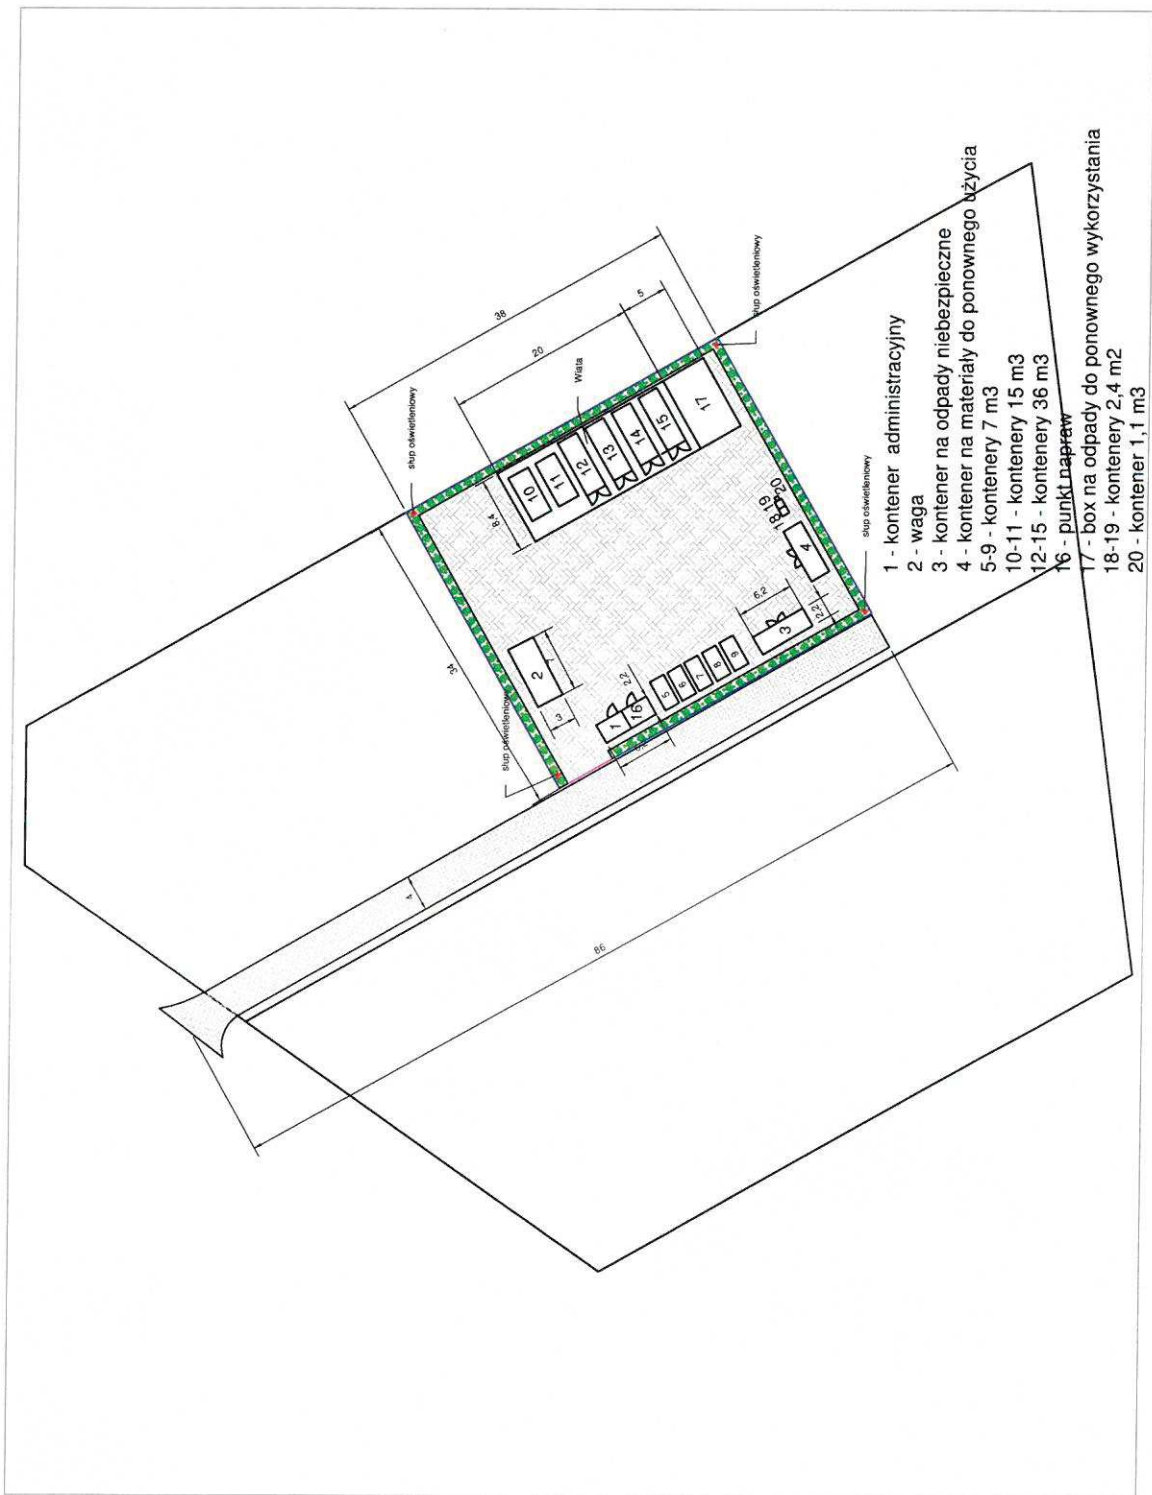 słup oświetleniowy
38
20
5
Wiata
słup oświetleniowy
8,4
10
11
12
13
14
15
17
34
2
3
słup oświetleniowy
1
16
2,2
5
6
7
8
9
6,2
3
2,2
4
18
19
20
słup oświetleniowy
4
86
1 - kontener administracyjny
2 - waga
3 - kontener na odpady niebezpieczne
4 - kontener na materiały do ponownego użycia
5-9 - kontenery 7 m3
10-11 - kontenery 15 m3
12-15 - kontenery 36 m3
16 - punkt napraw
17 - box na odpady do ponownego wykorzystania
18-19 - kontenery 2,4 m2
20 - kontener 1,1 m3